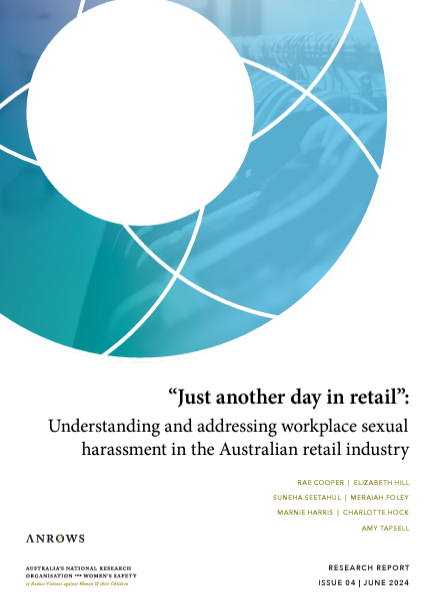 “Just another day in retail”:
Understanding and addressing workplace sexual
harassment in the Australian retail industry
RAE COOPER | ELIZABETH HILL
SUNEHA SEETAHUL | MERAIAH FOLEY
MARNIE HARRIS | CHARLOTTE HOCK
AMY TAPSELL
ANROWS
AUSTRALIA'S NATIONAL RESEARCH
ORGANISATION FOR WOMEN'S SAFETY
to Reduce Violence against Women & their Children
RESEARCH REPORT
ISSUE 04 | JUNE 2024